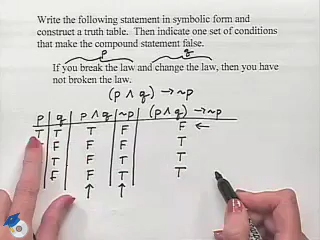 Write the following statement in symbolic form and
construct a truth table. Then indicate one set of conditions
that make the compound statement false.
p q
If you break the law and change the law, then you have
not broken the law.
(p ∧ q) → ~p
p q p ∧ q ~p (p ∧ q) → ~p
T T T F F ←
T F F F T
F F T T
F F T T